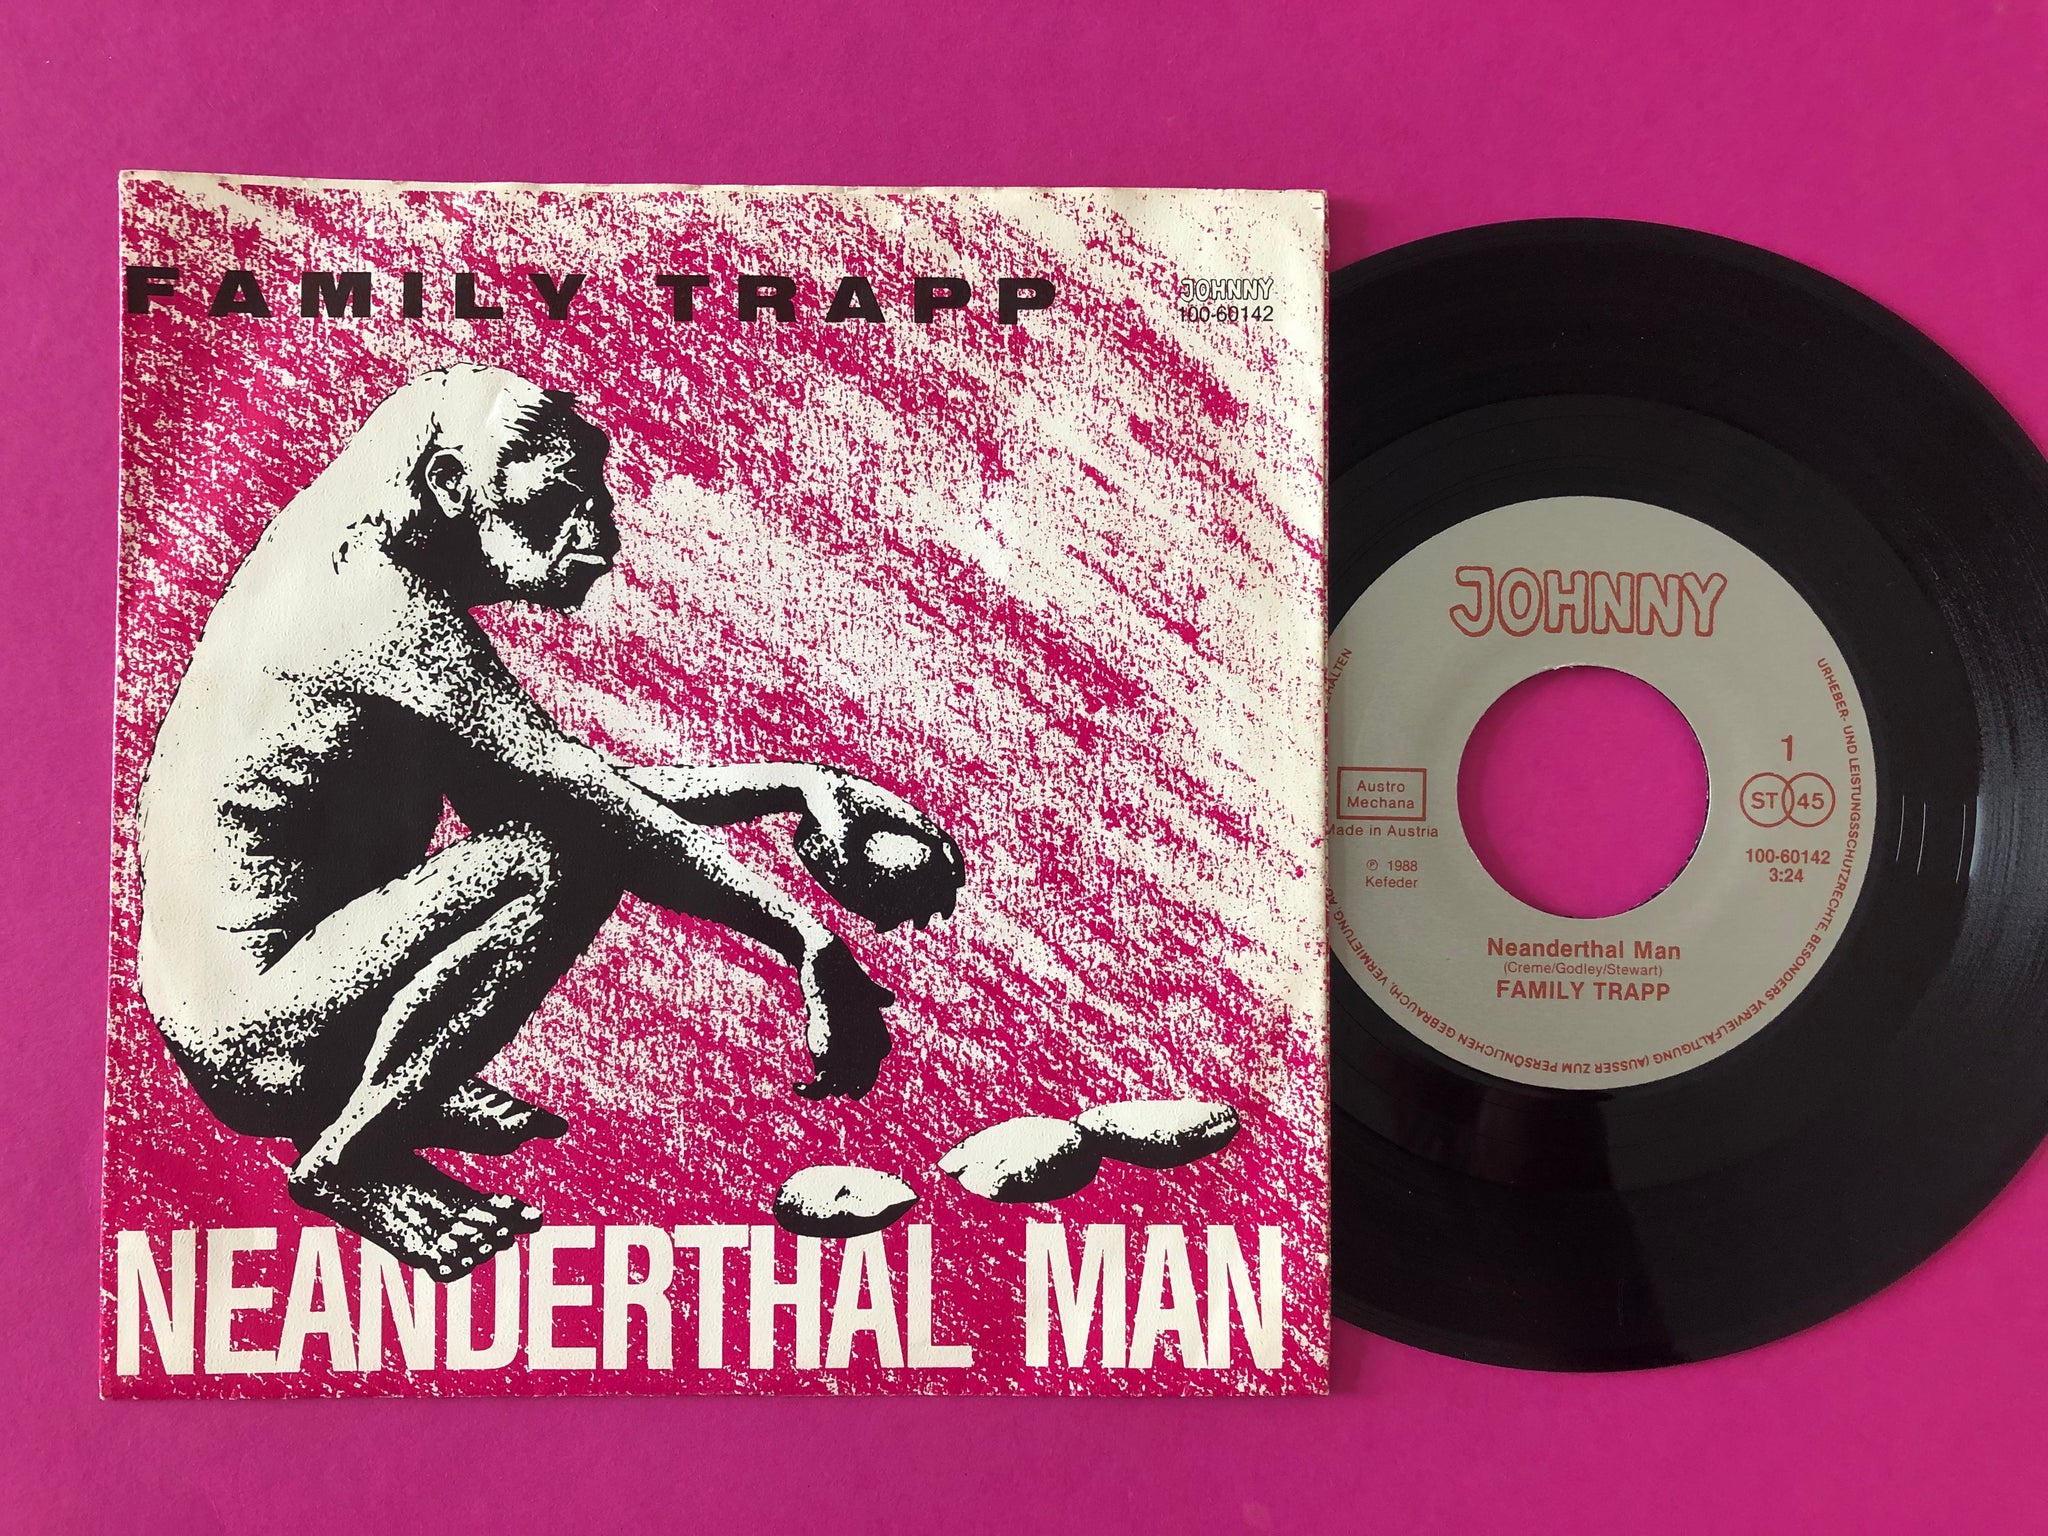 FAMILY TRAPP
JOHNNY
100-60142
NEANDERTHAL MAN
JOHNNY
Austro
Mechana
Made in Austria
℗ 1988
Kefeder
1
ST 45
100-60142
3:24
Neanderthal Man
(Creme/Godley/Stewart)
FAMILY TRAPP
URHEBER- UND LEISTUNGSSCHUTZRECHTE, BESONDERS VERVIELFÄLTIGUNG (AUSSER ZUM PERSÖNLICHEN GEBRAUCH), VERMIETUNG,